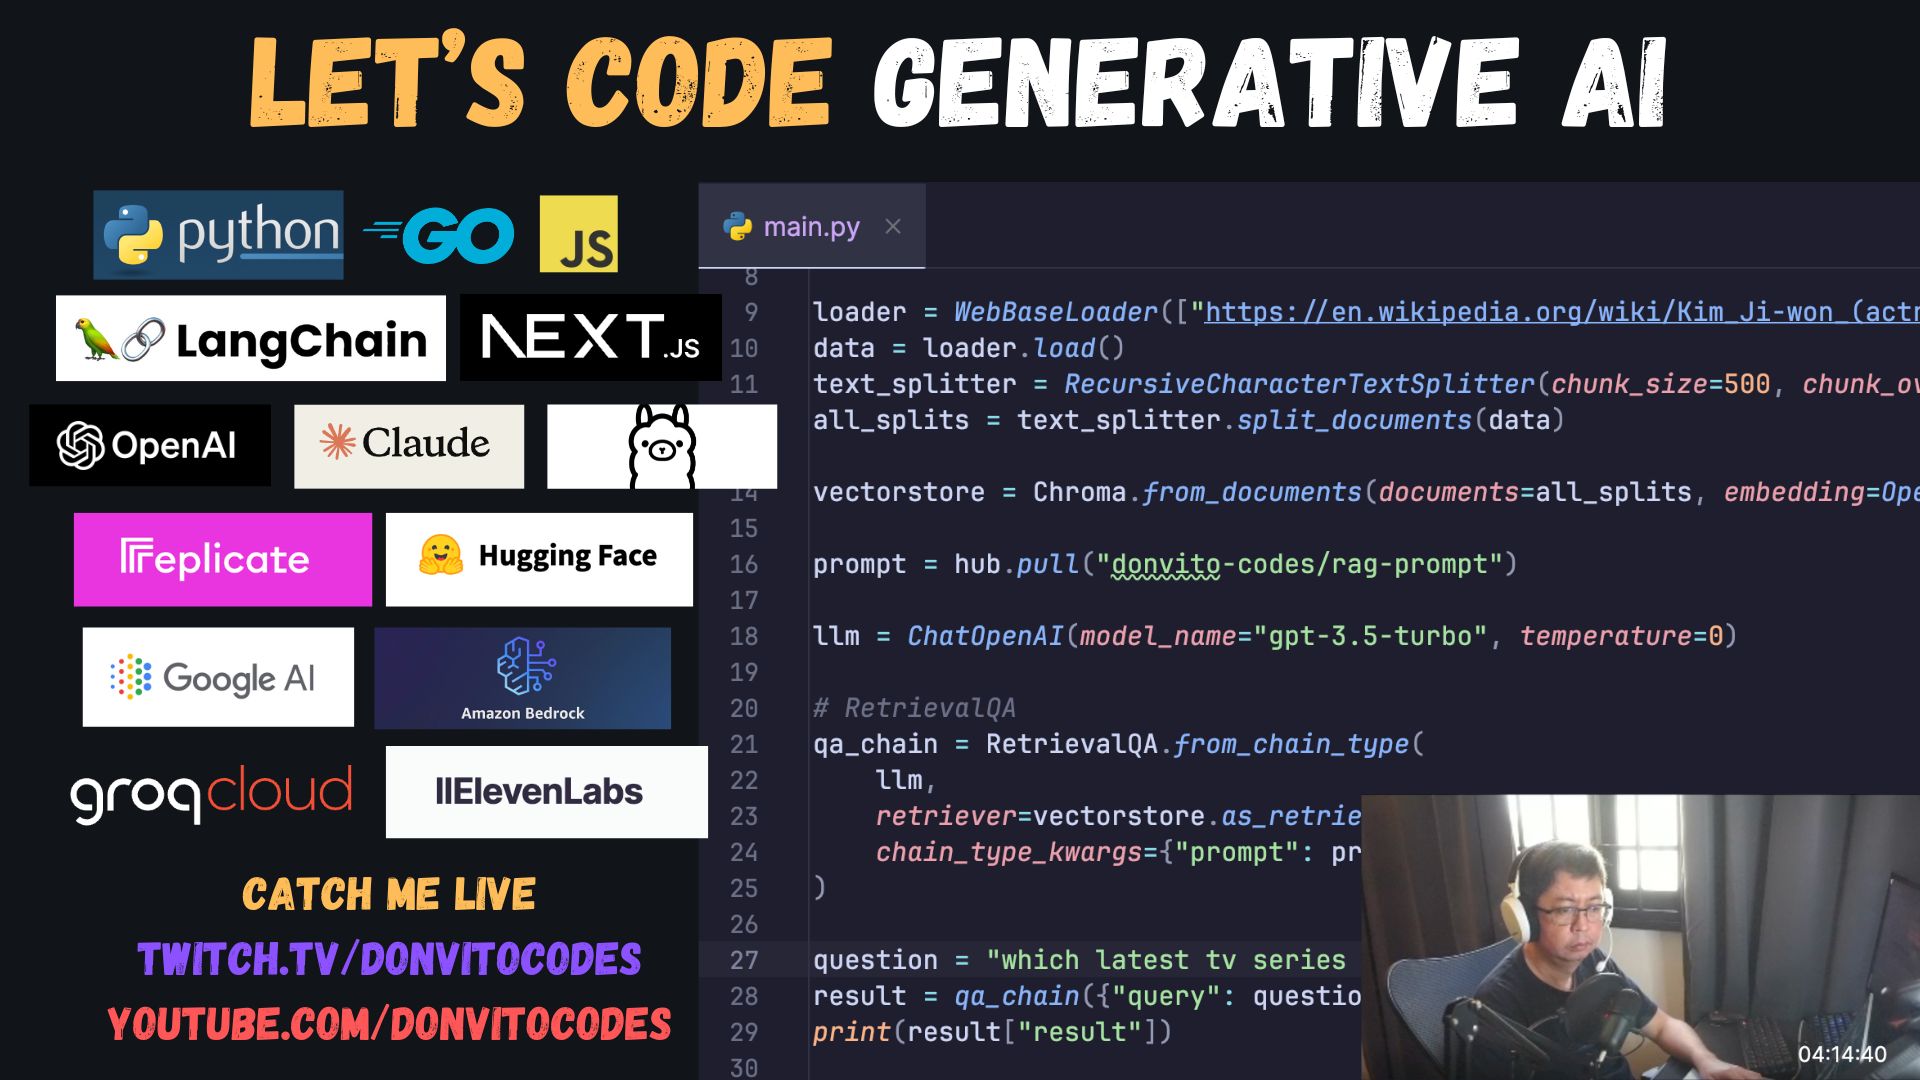 LET'S CODE GENERATIVE AI
python
GO
JS
LangChain
NEXT.JS
OpenAI
Claude
Replicate
Hugging Face
Google AI
Amazon Bedrock
groqcloud
IIElevenLabs
CATCH ME LIVE
TWITCH.TV/DONVITOCODES
YOUTUBE.COM/DONVITOCODES
main.py
8
9 loader = WebBaseLoader(["https://en.wikipedia.org/wiki/Kim_Ji-won_(actr
10 data = loader.load()
11 text_splitter = RecursiveCharacterTextSplitter(chunk_size=500, chunk_ov
all_splits = text_splitter.split_documents(data)
14 vectorstore = Chroma.from_documents(documents=all_splits, embedding=Ope
15
16 prompt = hub.pull("donvito-codes/rag-prompt")
17
18 llm = ChatOpenAI(model_name="gpt-3.5-turbo", temperature=0)
19
20 # RetrievalQA
21 qa_chain = RetrievalQA.from_chain_type(
22 llm,
23 retriever=vectorstore.as_retrie
24 chain_type_kwargs={"prompt": pr
25 )
26
27 question = "which latest tv series
28 result = qa_chain({"query": questio
29 print(result["result"])
30
04:14:40